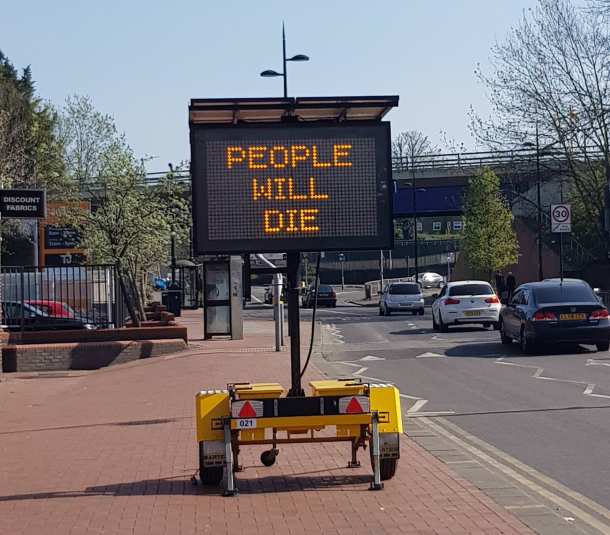 PEOPLE
WILL
DIE
DISCOUNT
FABRICS
30
021